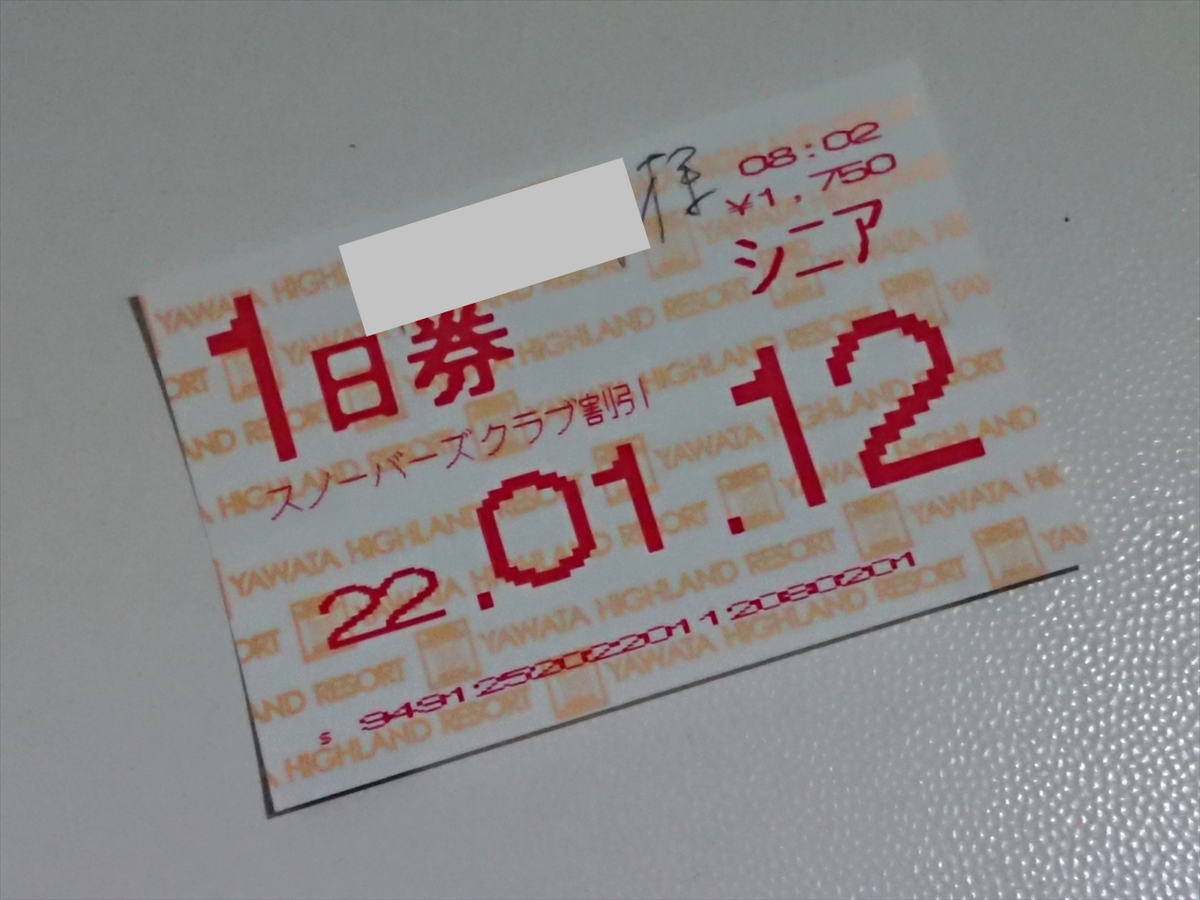 様
08:02
¥1,750
シニア
1日券
スノーバーズクラブ割引
22.01.12
YAWATA HIGHLAND RESORT